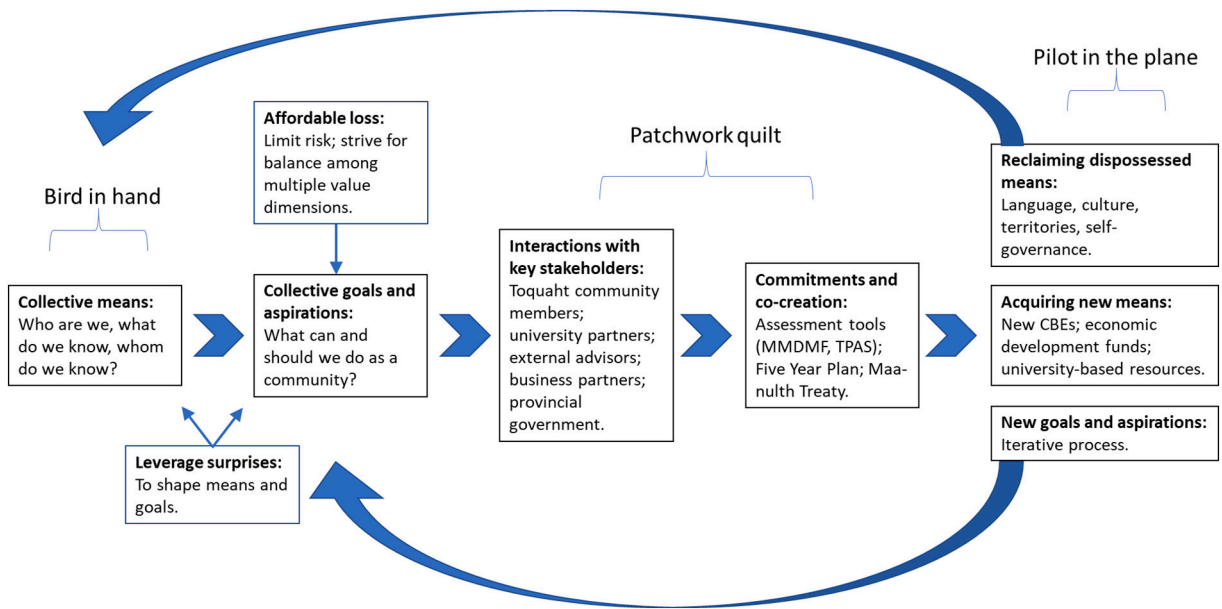 Pilot in the plane
Patchwork quilt
Bird in hand
Affordable loss:
Limit risk; strive for
balance among
multiple value
dimensions.
Collective means:
Who are we, what
do we know, whom
do we know?
Collective goals and
aspirations:
What can and
should we do as a
community?
Leverage surprises:
To shape means and
goals.
Interactions with
key stakeholders:
Toquaht community
members;
university partners;
external advisors;
business partners;
provincial
government.
Commitments and
co-creation:
Assessment tools
(MMDMF, TPAS);
Five Year Plan; Maa-
nulth Treaty.
Reclaiming dispossessed
means:
Language, culture,
territories, self-
governance.
Acquiring new means:
New CBEs; economic
development funds;
university-based resources.
New goals and aspirations:
Iterative process.